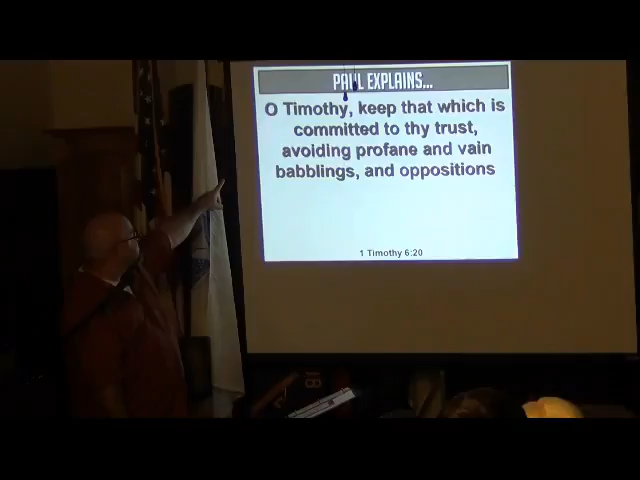 PAUL EXPLAINS...
O Timothy, keep that which is
committed to thy trust,
avoiding profane and vain
babblings, and oppositions
1 Timothy 6:20